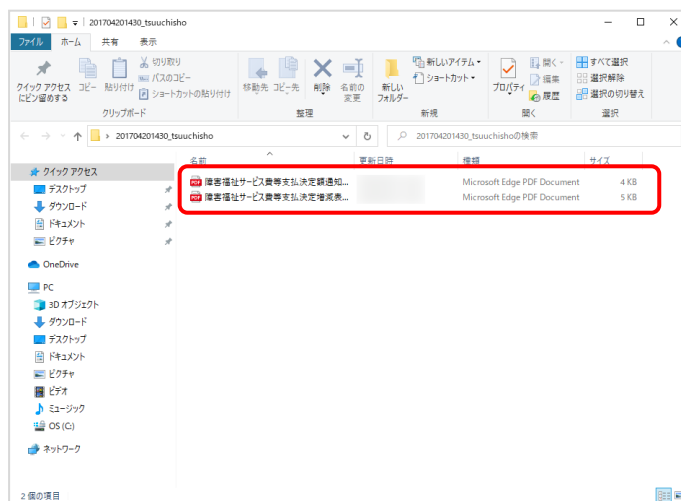 201704201430_tsuuchisho
ファイル ホーム 共有 表示
クイック アクセス
にピン留めする
コピー
貼り付け
切り取り
パスのコピー
ショートカットの貼り付け
移動先
コピー先
削除
名前の
変更
新しい
フォルダー
新しいアイテム
ショートカット
プロパティ
開く
編集
履歴
すべて選択
選択解除
選択の切り替え
クリップボード 整理 新規 開く 選択
201704201430_tsuuchisho
201704201430_tsuuchishoの検索
名前 更新日時 種類 サイズ
PDF 障害福祉サービス費等支払決定額通知... Microsoft Edge PDF Document 4 KB
PDF 障害福祉サービス費等支払決定増減表... Microsoft Edge PDF Document 5 KB
クイック アクセス
デスクトップ
ダウンロード
ドキュメント
ピクチャ
OneDrive
PC
3D オブジェクト
ダウンロード
デスクトップ
ドキュメント
ピクチャ
ビデオ
ミュージック
OS (C:)
ネットワーク
2 個の項目